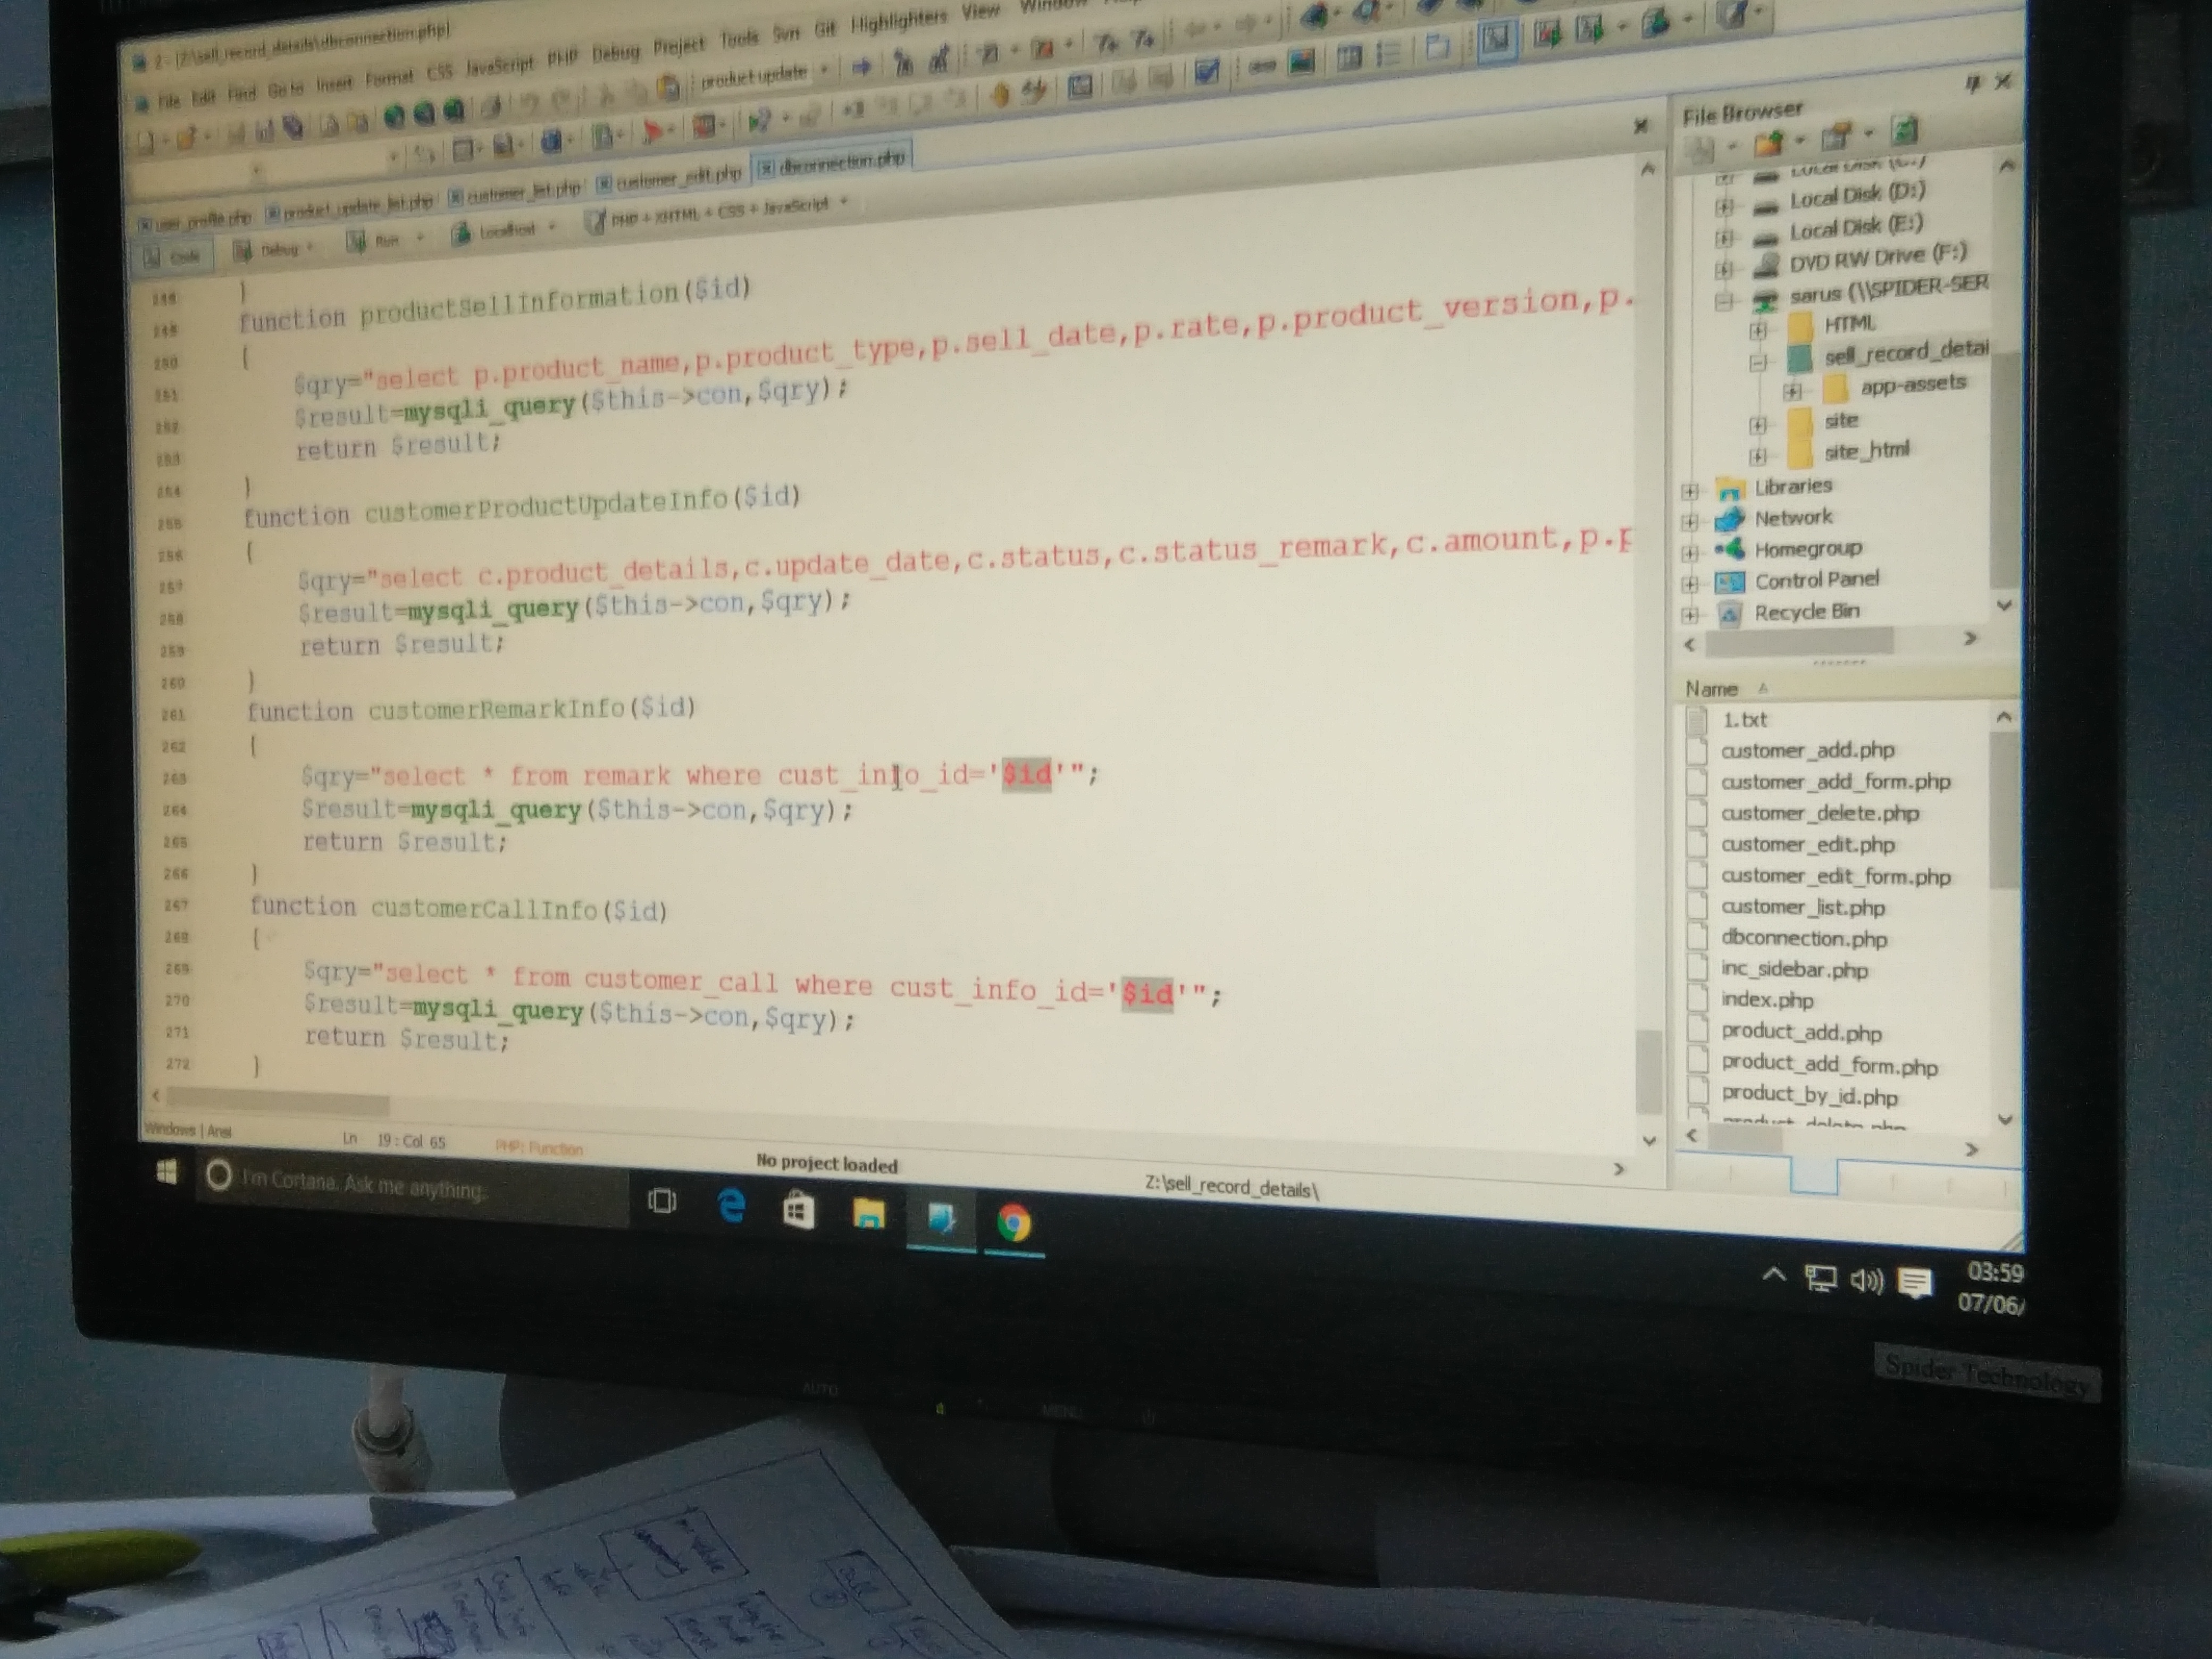 2 - [Z:\sell_record_details\dbconnection.php]
File Edit Find Go to Insert Format CSS JavaScript PHP Debug Project Tools Svn Git Highlighters View Window
product update
user_profile.php product_update_list.php customer_list.php customer_edit.php dbconnection.php
Code Debug Run Localhost PHP + XHTML + CSS + JavaScript
248 }
249 function productSellInformation($id)
250 {
251 $qry="select p.product_name,p.product_type,p.sell_date,p.rate,p.product_version,p.
252 $result=mysqli_query($this->con,$qry);
253 return $result;
254 }
255 function customerProductUpdateInfo($id)
256 {
257 $qry="select c.product_details,c.update_date,c.status,c.status_remark,c.amount,p.p
258 $result=mysqli_query($this->con,$qry);
259 return $result;
260 }
261 function customerRemarkInfo($id)
262 {
263 $qry="select * from remark where cust_info_id='$id'";
264 $result=mysqli_query($this->con,$qry);
265 return $result;
266 }
267 function customerCallInfo($id)
268 {
269 $qry="select * from customer_call where cust_info_id='$id'";
270 $result=mysqli_query($this->con,$qry);
271 return $result;
272 }
File Browser
Local Disk (D:)
Local Disk (E:)
DVD RW Drive (F:)
sarus (\\SPIDER-SER
HTML
sell_record_detai
app-assets
site
site_html
Libraries
Network
Homegroup
Control Panel
Recycle Bin
Name
1.txt
customer_add.php
customer_add_form.php
customer_delete.php
customer_edit.php
customer_edit_form.php
customer_list.php
dbconnection.php
inc_sidebar.php
index.php
product_add.php
product_add_form.php
product_by_id.php
product_delete.php
Windows | Ansi Ln 19 : Col 65 PHP: Function
No project loaded Z:\sell_record_details\
I'm Cortana. Ask me anything.
03:59
07/06/
Spider Technology
AUTO
MENU